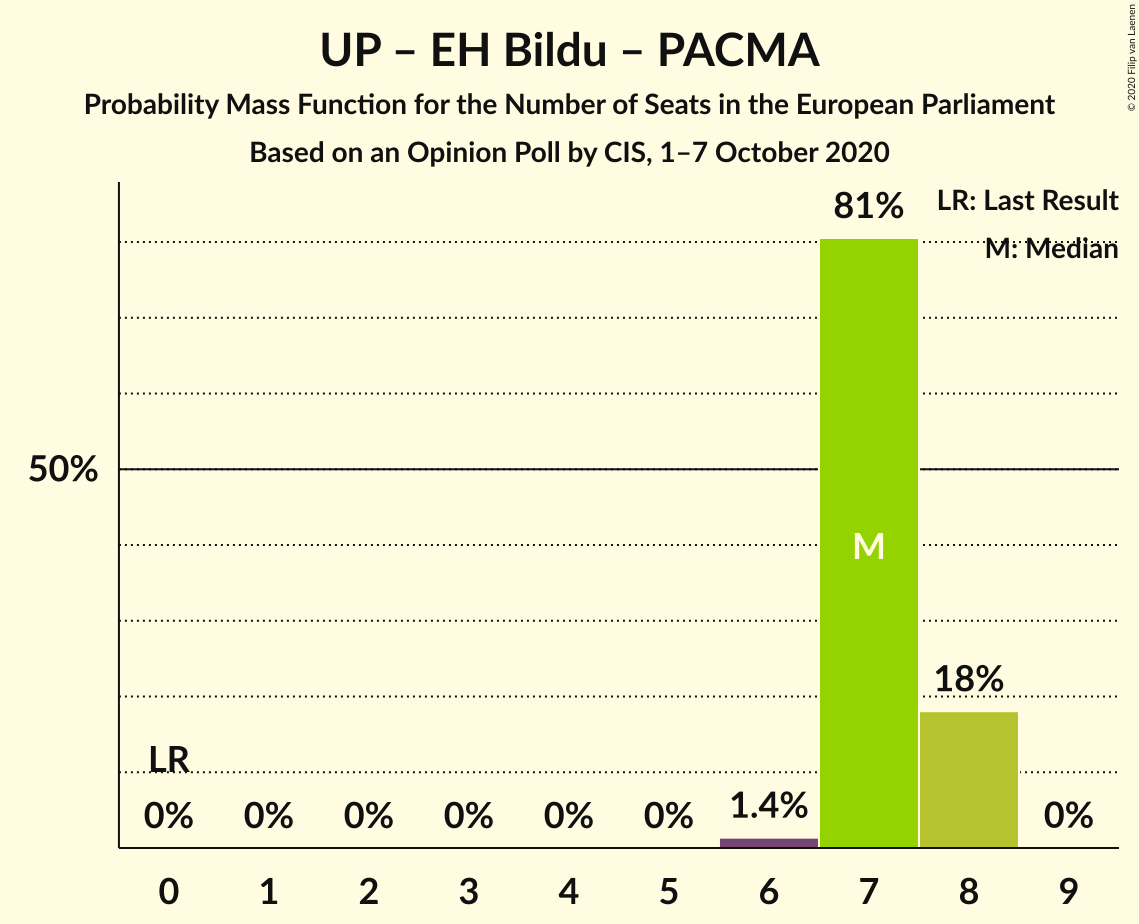 UP – EH Bildu – PACMA
Probability Mass Function for the Number of Seats in the European Parliament
Based on an Opinion Poll by CIS, 1–7 October 2020
© 2020 Filip van Laenen
LR: Last Result
M: Median
81%
50%
M
18%
LR
1.4%
0% 0% 0% 0% 0% 0% 0%
0 1 2 3 4 5 6 7 8 9